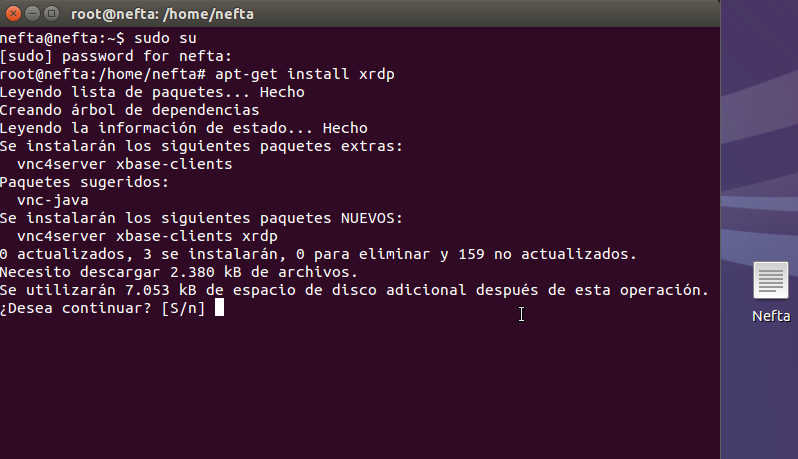 root@nefta: /home/nefta
nefta@nefta:~$ sudo su
[sudo] password for nefta:
root@nefta:/home/nefta# apt-get install xrdp
Leyendo lista de paquetes... Hecho
Creando árbol de dependencias
Leyendo la información de estado... Hecho
Se instalarán los siguientes paquetes extras:
  vnc4server xbase-clients
Paquetes sugeridos:
  vnc-java
Se instalarán los siguientes paquetes NUEVOS:
  vnc4server xbase-clients xrdp
0 actualizados, 3 se instalarán, 0 para eliminar y 159 no actualizados.
Necesito descargar 2.380 kB de archivos.
Se utilizarán 7.053 kB de espacio de disco adicional después de esta operación.
¿Desea continuar? [S/n]
Nefta